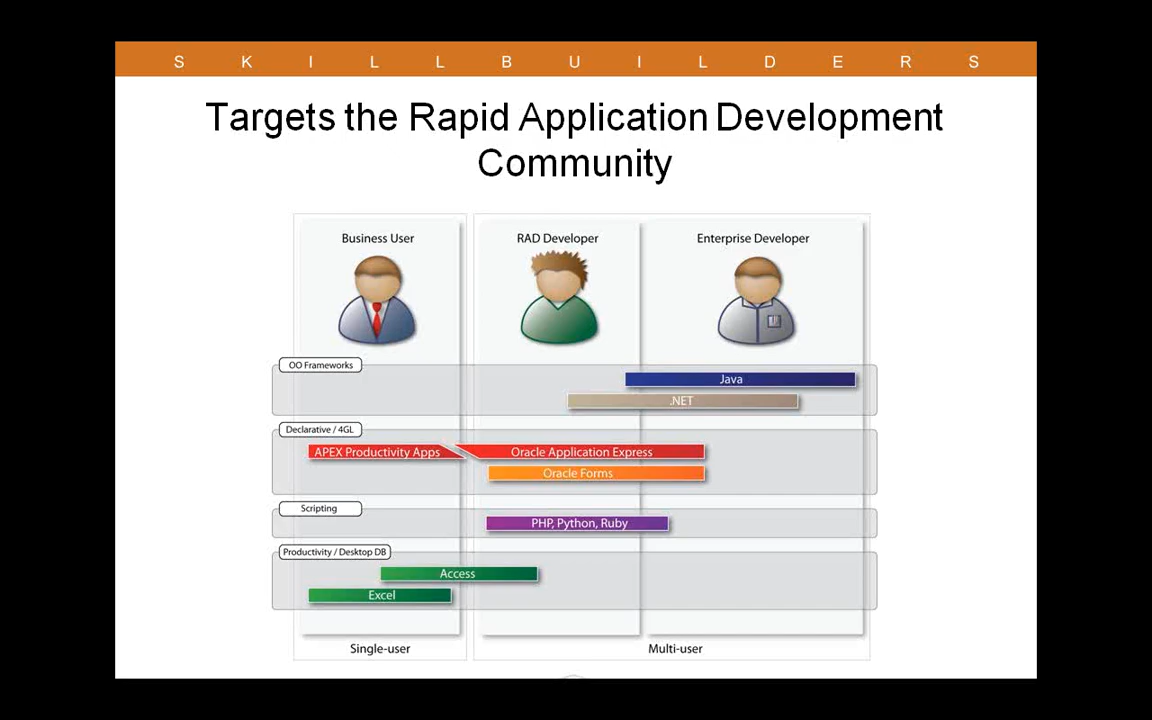 S K I L L B U I L D E R S
Targets the Rapid Application Development
Community
Business User
RAD Developer
Enterprise Developer
OO Frameworks
Java
.NET
Declarative / 4GL
APEX Productivity Apps
Oracle Application Express
Oracle Forms
Scripting
PHP, Python, Ruby
Productivity / Desktop DB
Access
Excel
Single-user
Multi-user